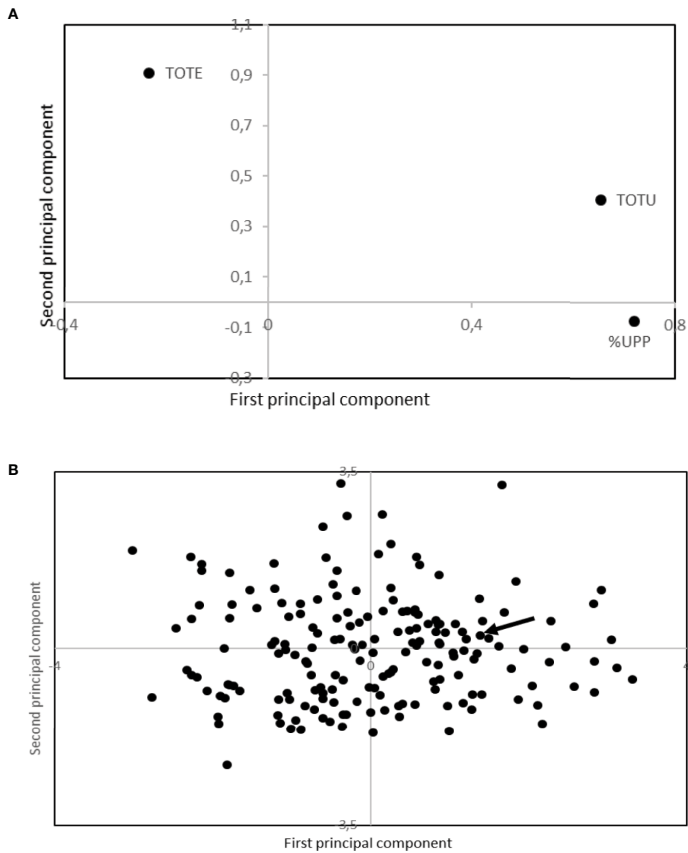 A
1,1
TOTE
0,9
0,7
0,5
TOTU
0,3
0,1
-0,4
-0,1
0
0,4
0,8
%UPP
-0,3
Second principal component
First principal component
B
3,5
-4
0
4
-3,5
Second principal component
First principal component